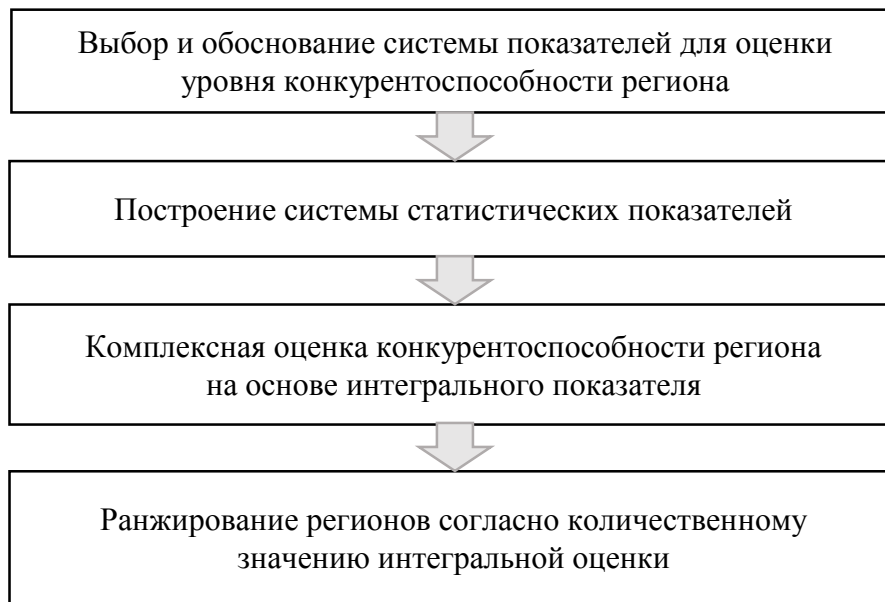 Выбор и обоснование системы показателей для оценки
уровня конкурентоспособности региона
Построение системы статистических показателей
Комплексная оценка конкурентоспособности региона
на основе интегрального показателя
Ранжирование регионов согласно количественному
значению интегральной оценки